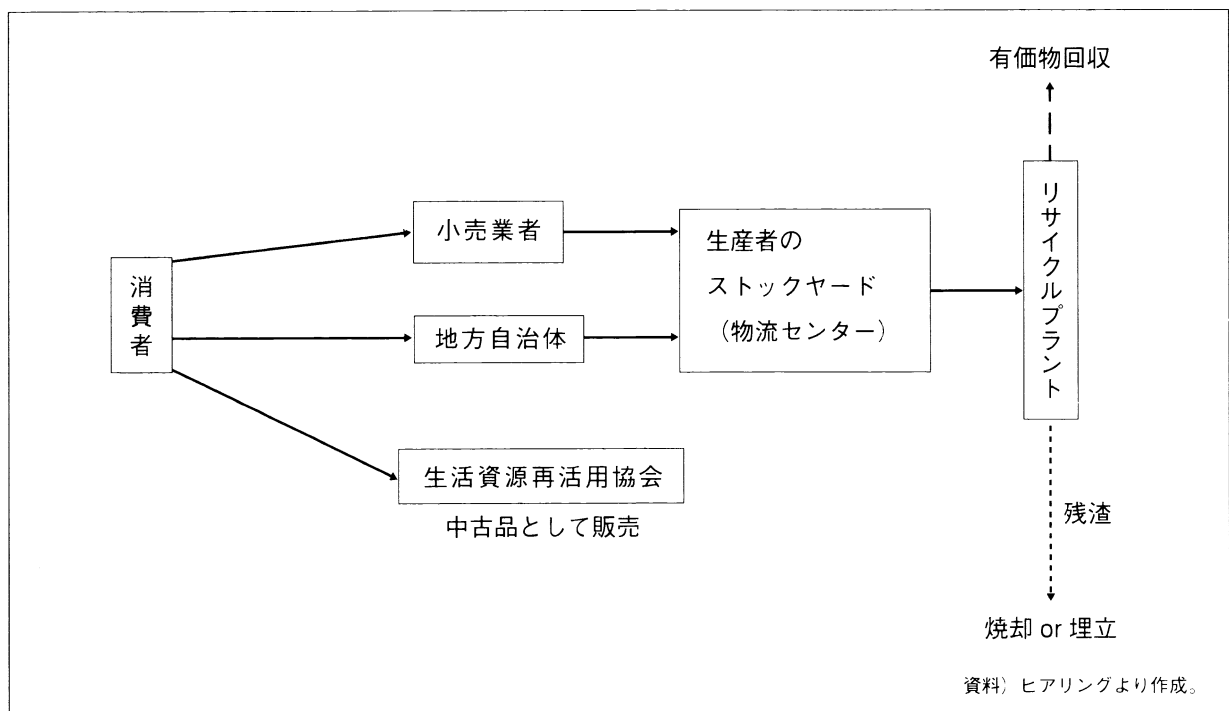 有価物回収
リサイクルプラント
小売業者
生産者の
ストックヤード
（物流センター）
消費者
地方自治体
生活資源再活用協会
中古品として販売
残渣
焼却 or 埋立
資料）ヒアリングより作成。